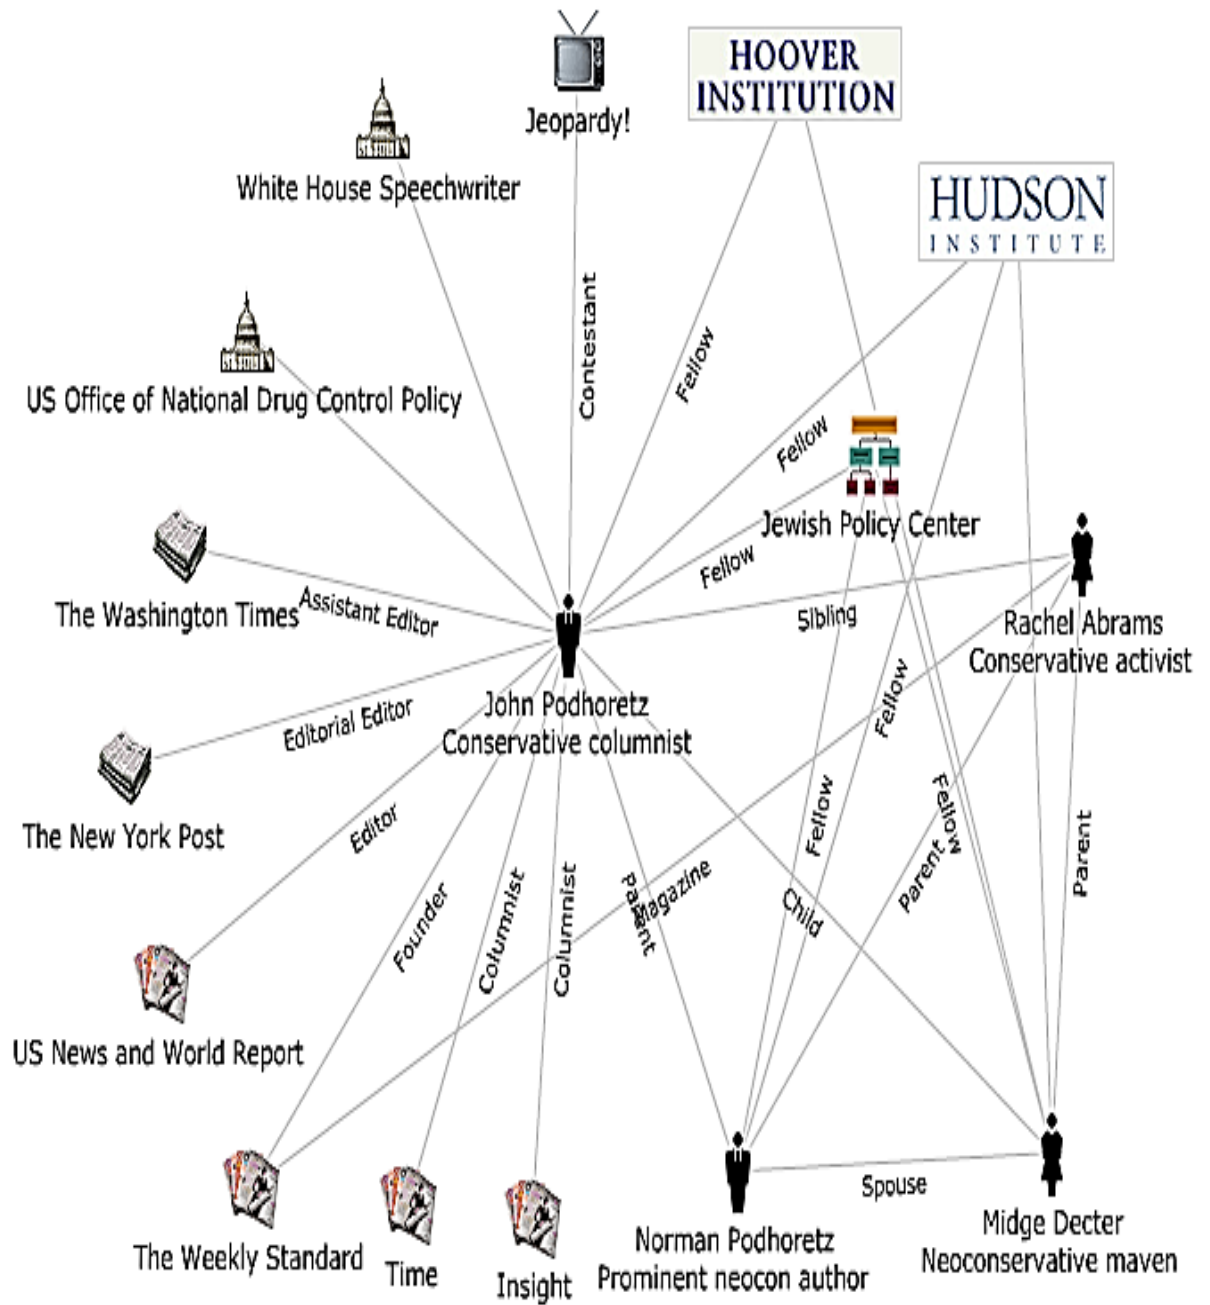 Jeopardy!
HOOVER
INSTITUTION
White House Speechwriter
HUDSON
INSTITUTE
Contestant
Fellow
US Office of National Drug Control Policy
Fellow
Jewish Policy Center
Fellow
The Washington Times
Assistant Editor
Sibling
Rachel Abrams
Conservative activist
John Podhoretz
Conservative columnist
Editorial Editor
Fellow
The New York Post
Editor
Fellow
Fellow
Parent
Parent
Founder
Columnist
Columnist
Parent
Magazine
Child
US News and World Report
Spouse
The Weekly Standard
Time
Insight
Norman Podhoretz
Prominent neocon author
Midge Decter
Neoconservative maven